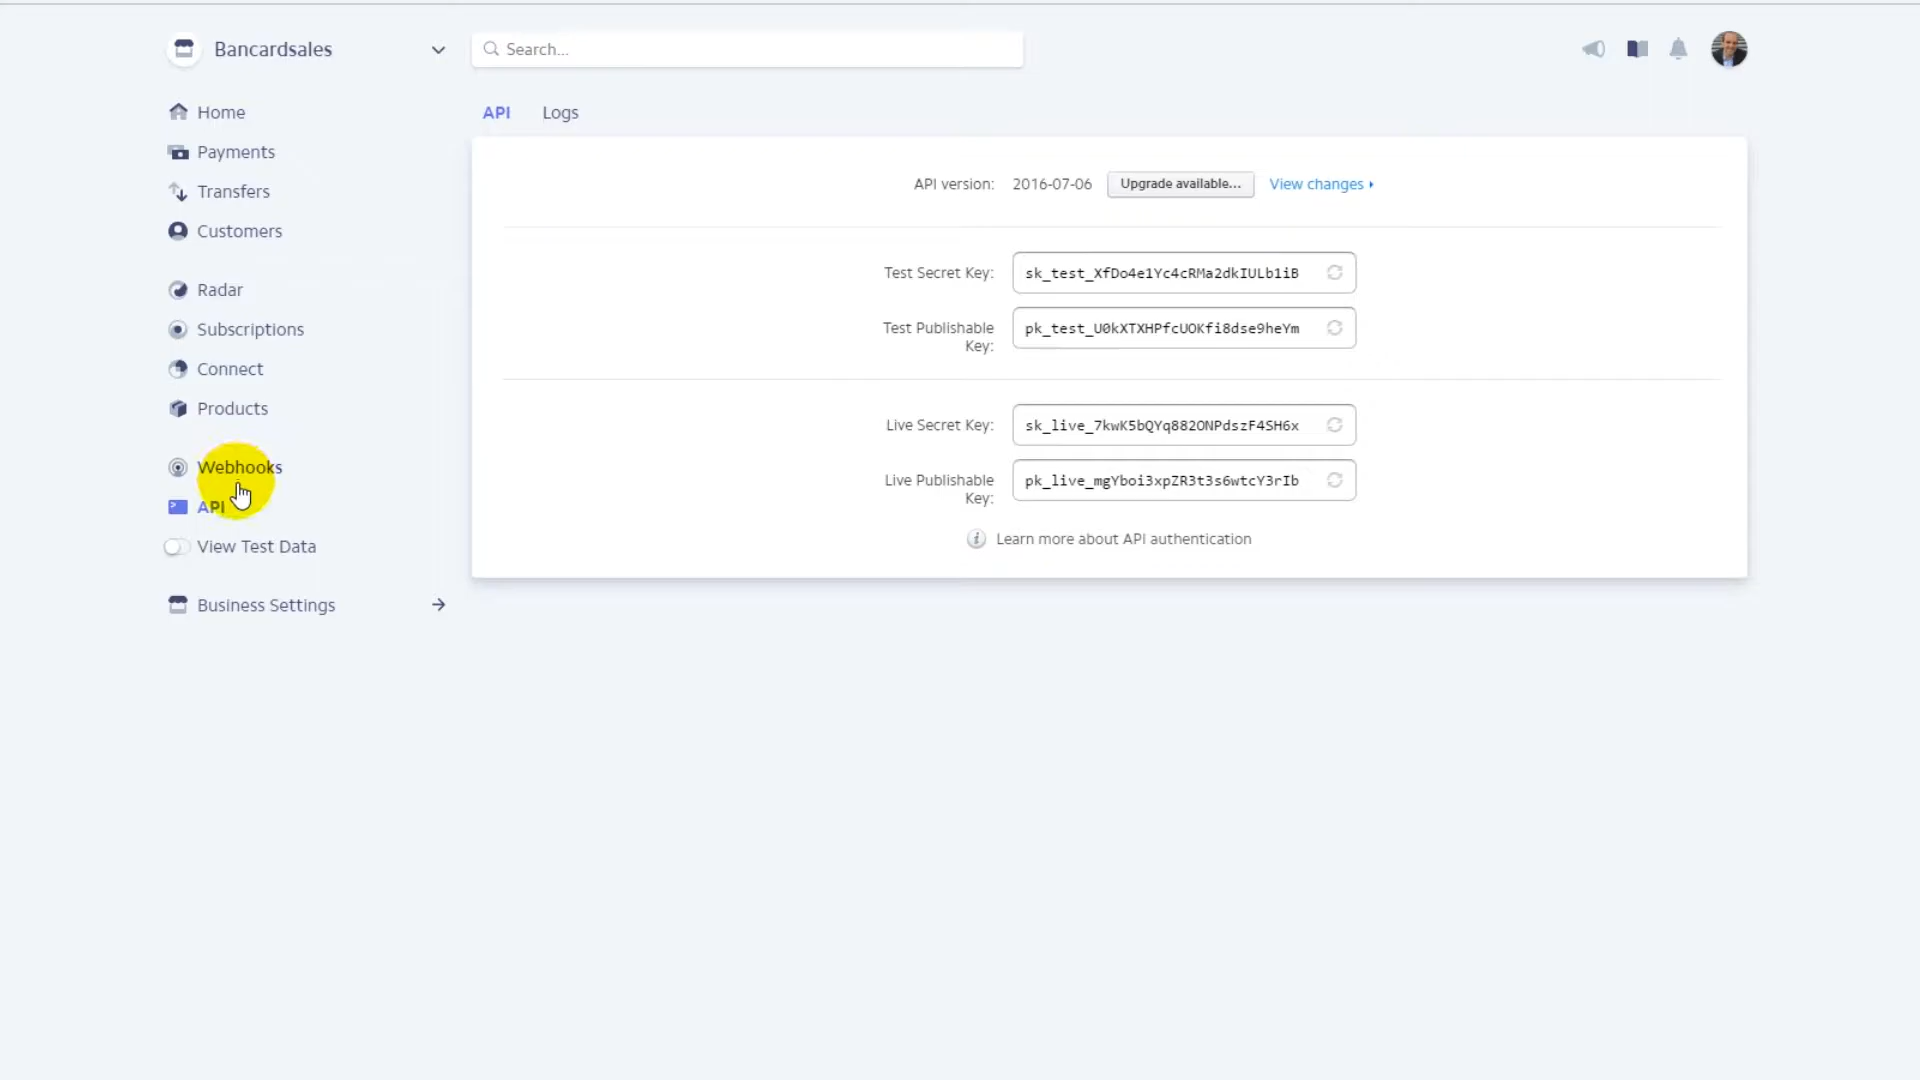 Bancardsales
Search...
Home
Payments
Transfers
Customers
Radar
Subscriptions
Connect
Products
Webhooks
API
View Test Data
Business Settings
API Logs
API version: 2016-07-06 Upgrade available... View changes
Test Secret Key: sk_test_XfDo4e1Yc4cRMa2dkIULb1iB
Test Publishable
Key: pk_test_U0kXTXHPfcUOKfi8dse9heYm
Live Secret Key: sk_live_7kwK5bQYq882ONPdszF4SH6x
Live Publishable
Key: pk_live_mgYboi3xpZR3t3s6wtcY3rIb
Learn more about API authentication